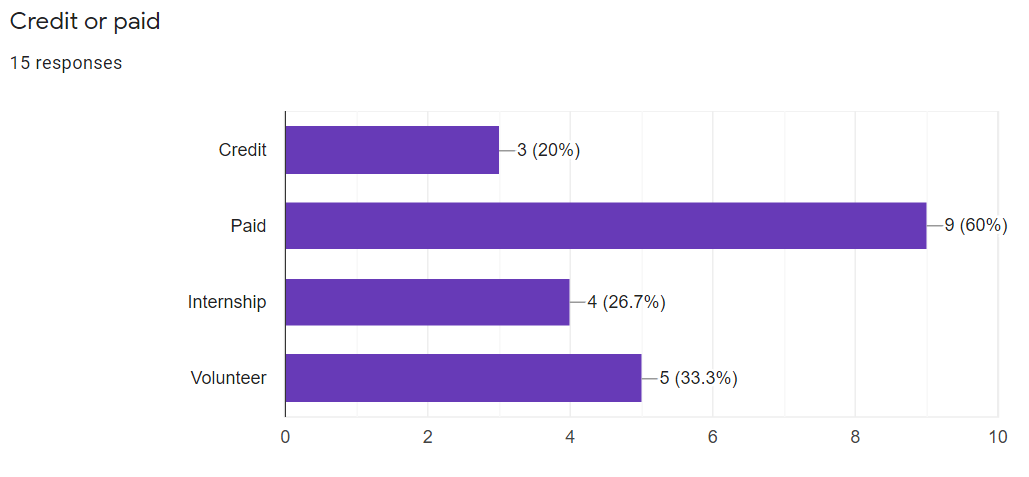 Credit or paid
15 responses
Credit
3 (20%)
Paid
9 (60%)
Internship
4 (26.7%)
Volunteer
5 (33.3%)
0 2 4 6 8 10